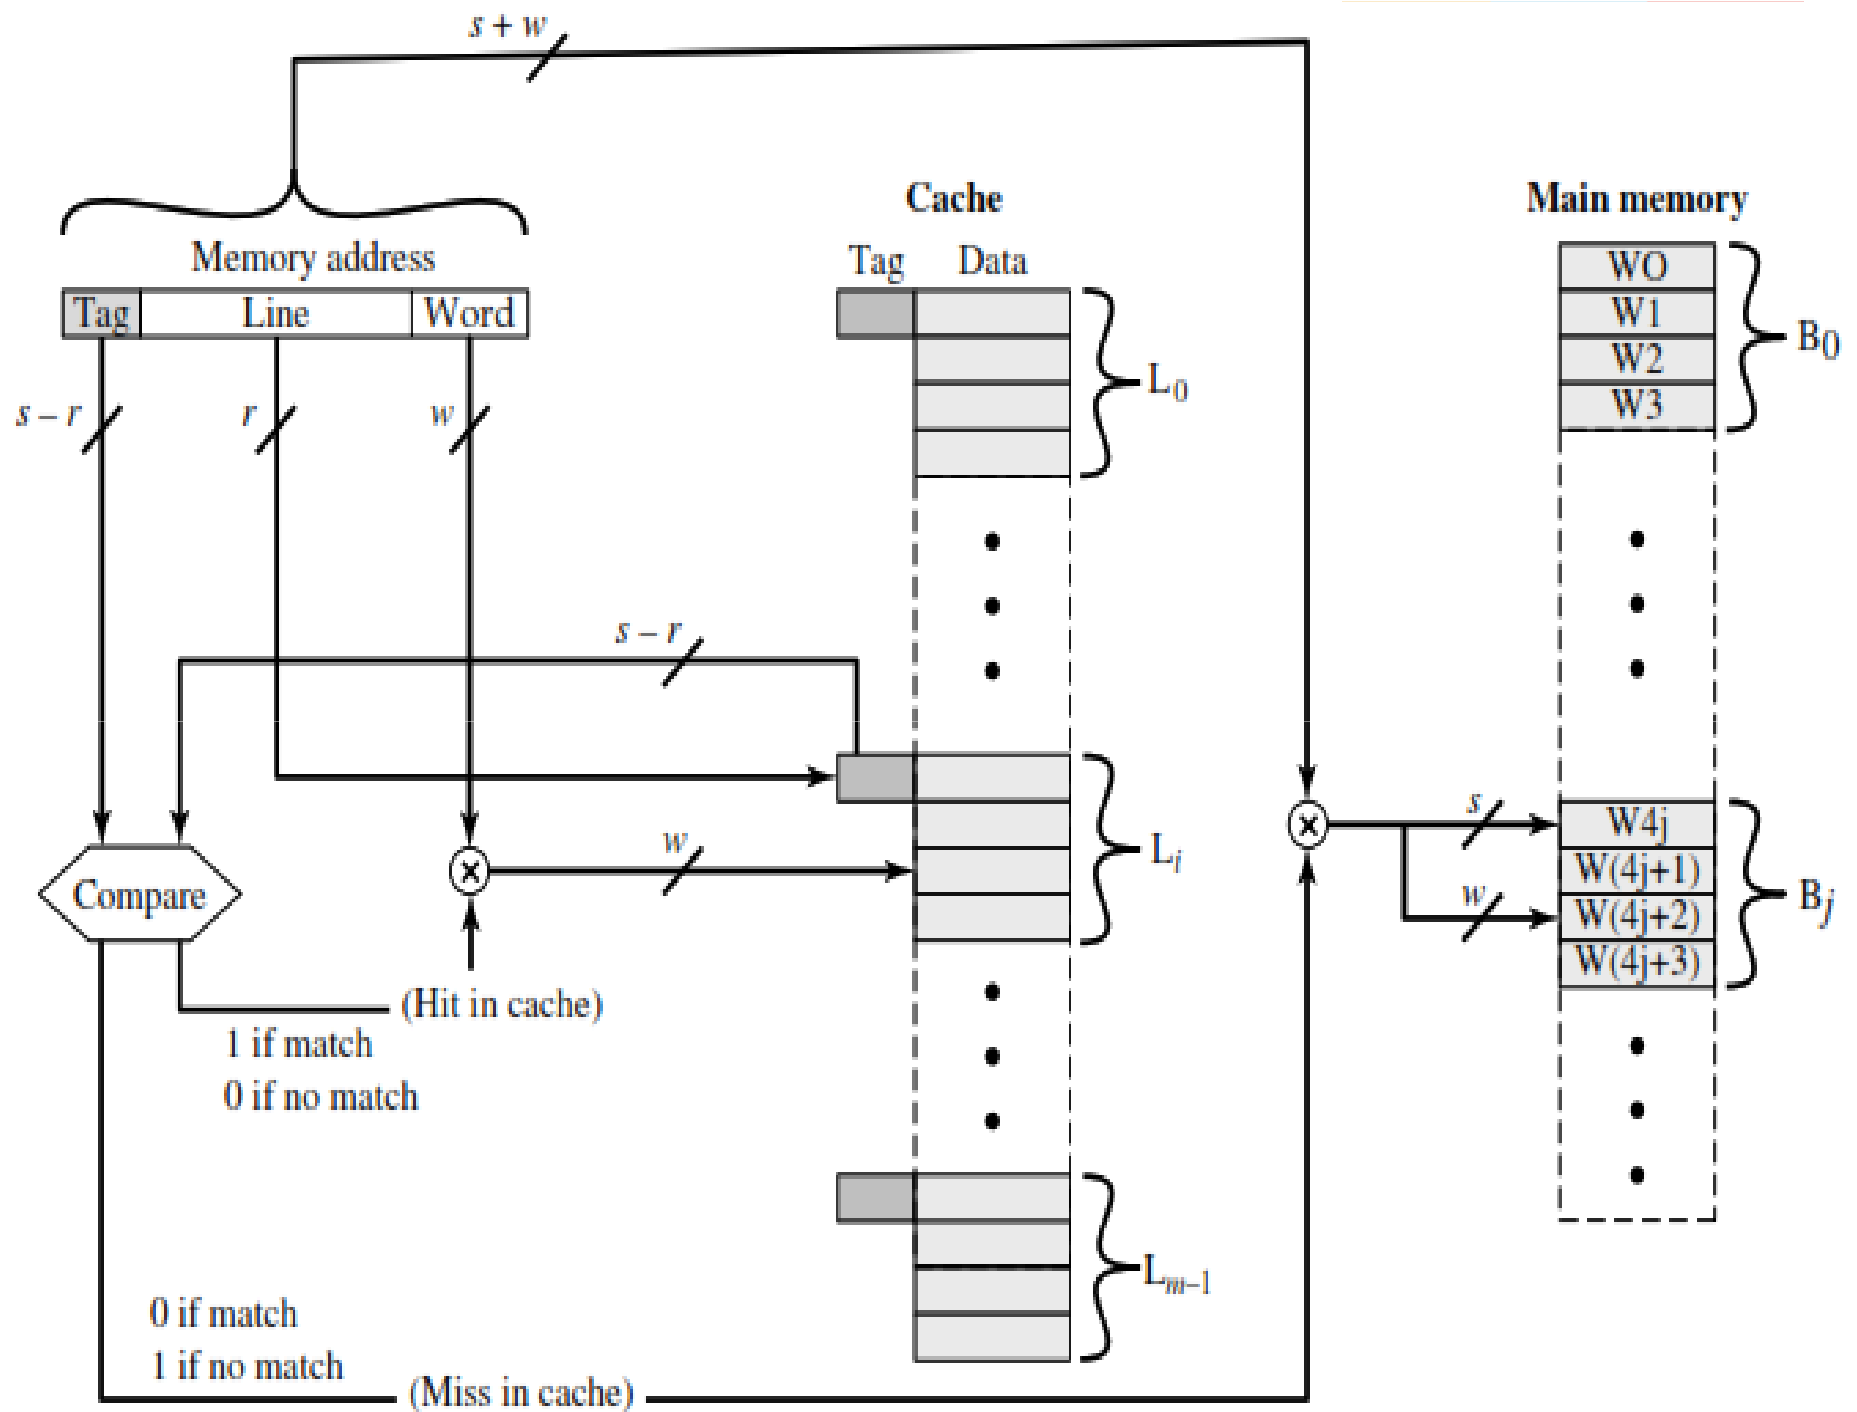 s + w
Cache
Main memory
Memory address
Tag Data
Tag Line Word
WO
W1
W2
W3
B0
L0
s – r
r
w
s – r
s
W4j
W(4j+1)
W(4j+2)
W(4j+3)
Bj
w
w
Li
Compare
(Hit in cache)
1 if match
0 if no match
Lm–1
0 if match
1 if no match
(Miss in cache)